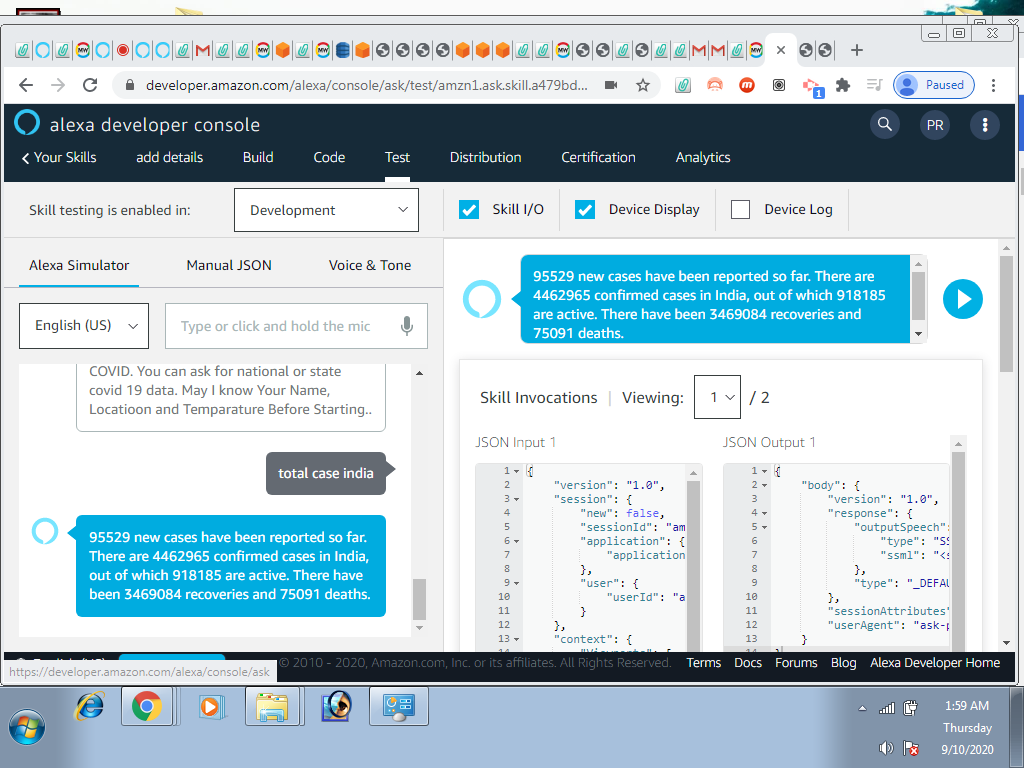 developer.amazon.com/alexa/console/ask/test/amzn1.ask.skill.a479bd...
1
Paused
alexa developer console
PR
Your Skills
add details
Build
Code
Test
Distribution
Certification
Analytics
Skill testing is enabled in:
Development
Skill I/O
Device Display
Device Log
Alexa Simulator
Manual JSON
Voice & Tone
English (US)
Type or click and hold the mic
COVID. You can ask for national or state
covid 19 data. May I know Your Name,
Locatioon and Temparature Before Starting..
total case india
95529 new cases have been reported so far.
There are 4462965 confirmed cases in India,
out of which 918185 are active. There have
been 3469084 recoveries and 75091 deaths.
95529 new cases have been reported so far. There are
4462965 confirmed cases in India, out of which 918185
are active. There have been 3469084 recoveries and
75091 deaths.
Skill Invocations | Viewing: 1 / 2
JSON Input 1
1 {
2 "version": "1.0",
3 "session": {
4 "new": false,
5 "sessionId": "am
6 "application": {
7 "application
8 },
9 "user": {
10 "userId": "a
11 }
12 },
13 "context": {
JSON Output 1
1 {
2 "body": {
3 "version": "1.0",
4 "response": {
5 "outputSpeech"
6 "type": "SS
7 "ssml": "<s
8 },
9 "type": "_DEFAU
10 },
11 "sessionAttributes"
12 "userAgent": "ask-p
13 }
© 2010 - 2020, Amazon.com, Inc. or its affiliates. All Rights Reserved.
Terms
Docs
Forums
Blog
Alexa Developer Home
https://developer.amazon.com/alexa/console/ask
1:59 AM
Thursday
9/10/2020